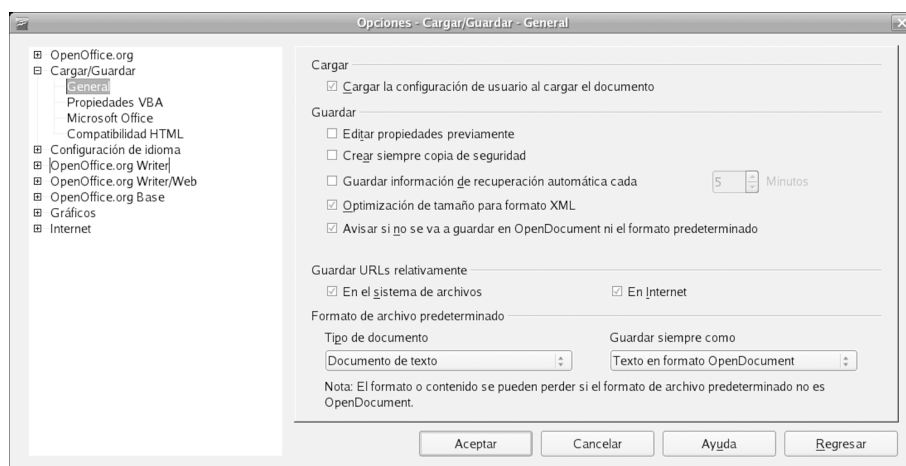 Opciones - Cargar/Guardar - General
OpenOffice.org
Cargar/Guardar
General
Propiedades VBA
Microsoft Office
Compatibilidad HTML
Configuración de idioma
OpenOffice.org Writer
OpenOffice.org Writer/Web
OpenOffice.org Base
Gráficos
Internet
Cargar
Cargar la configuración de usuario al cargar el documento
Guardar
Editar propiedades previamente
Crear siempre copia de seguridad
Guardar información de recuperación automática cada 5 Minutos
Optimización de tamaño para formato XML
Avisar si no se va a guardar en OpenDocument ni el formato predeterminado
Guardar URLs relativamente
En el sistema de archivos En Internet
Formato de archivo predeterminado
Tipo de documento Guardar siempre como
Documento de texto Texto en formato OpenDocument
Nota: El formato o contenido se pueden perder si el formato de archivo predeterminado no es
OpenDocument.
Aceptar Cancelar Ayuda Regresar